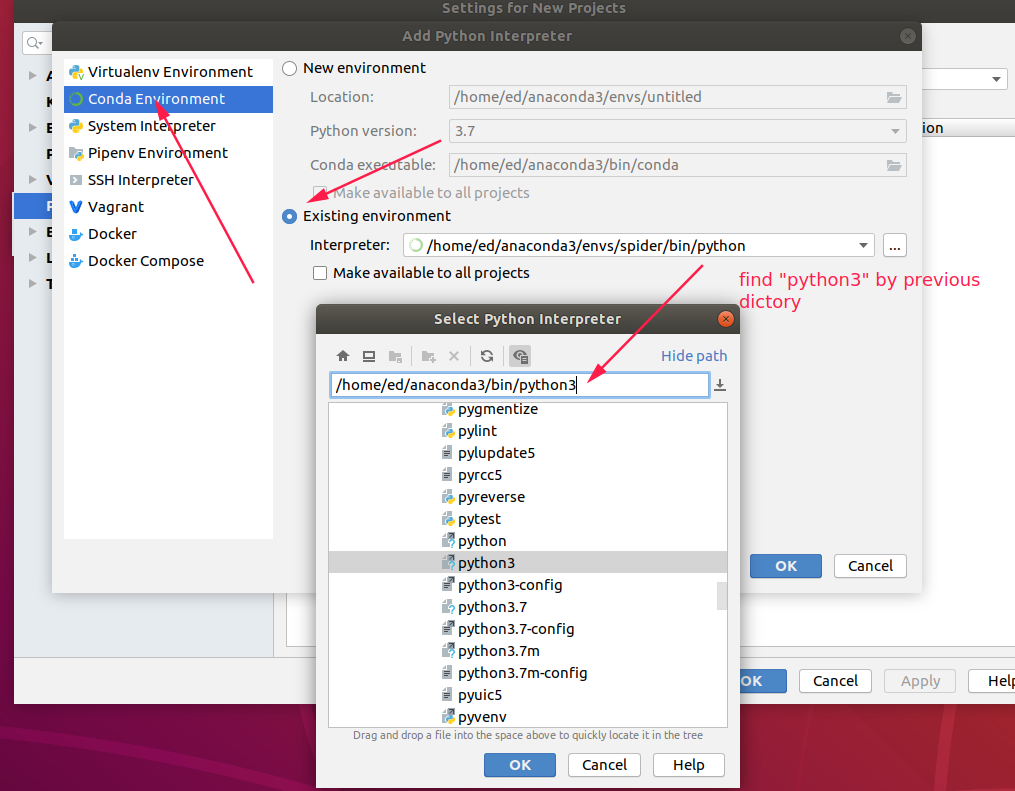 Settings for New Projects
Add Python Interpreter
Virtualenv Environment
Conda Environment
System Interpreter
Pipenv Environment
SSH Interpreter
Vagrant
Docker
Docker Compose
New environment
Location: /home/ed/anaconda3/envs/untitled
Python version: 3.7
Conda executable: /home/ed/anaconda3/bin/conda
Make available to all projects
Existing environment
Interpreter: /home/ed/anaconda3/envs/spider/bin/python ...
Make available to all projects
find "python3" by previous
dictory
OK Cancel
Select Python Interpreter
Hide path
/home/ed/anaconda3/bin/python3
pygmentize
pylint
pylupdate5
pyrcc5
pyreverse
pytest
python
python3
python3-config
python3.7
python3.7-config
python3.7m
python3.7m-config
pyuic5
pyvenv
Drag and drop a file into the space above to quickly locate it in the tree
OK Cancel Help
OK Cancel Apply Help